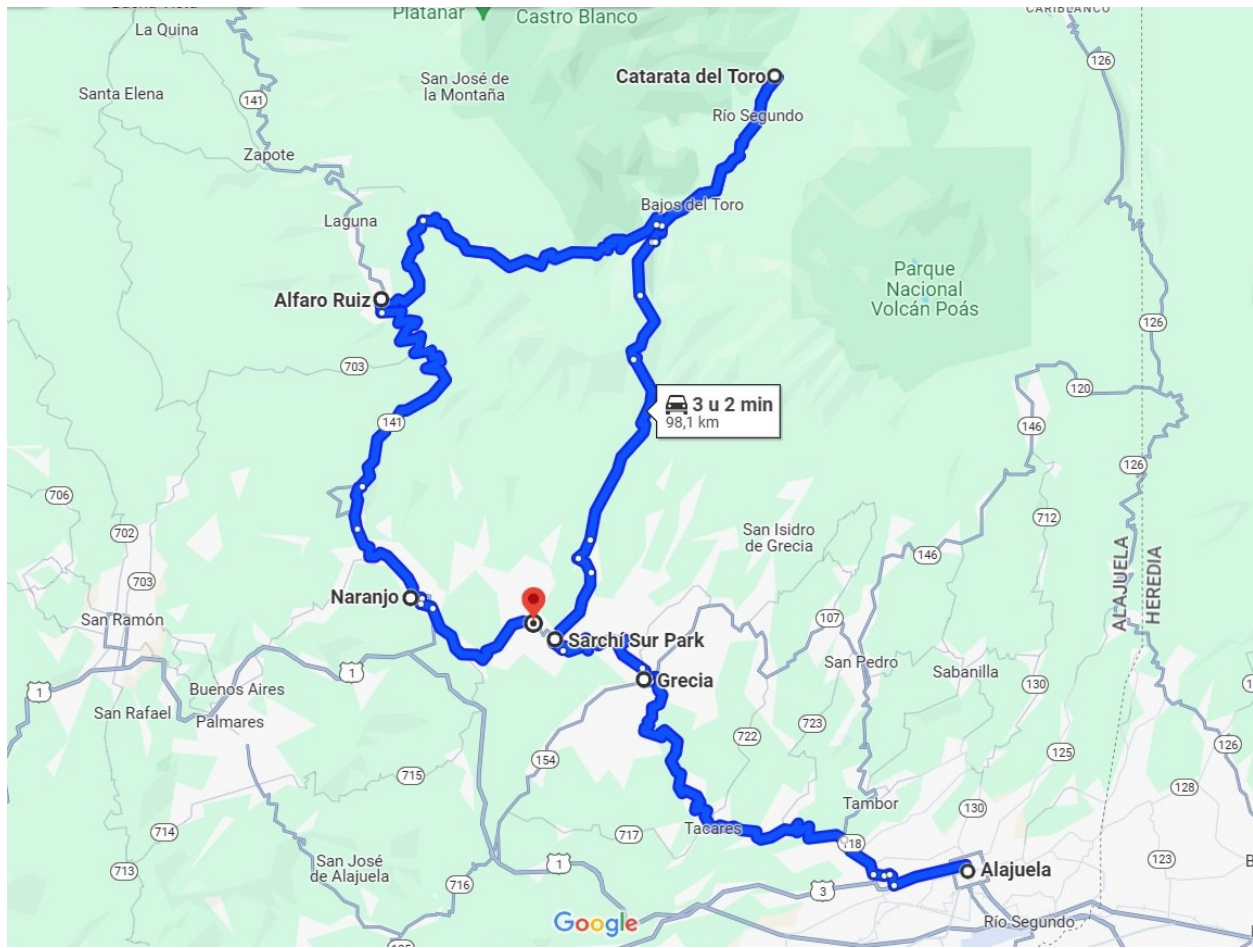 La Quina
Platanar
Castro Blanco
CARIBLANCO
126
San José de
la Montaña
Catarata del Toro
Santa Elena
141
Río Segundo
Zapote
Laguna
Bajos del Toro
Parque
Nacional
Volcán Poás
Alfaro Ruiz
126
703
120
3 u 2 min
98,1 km
141
146
126
706
702
San Isidro
de Grecia
712
146
ALAJUELA
HEREDIA
703
Naranjo
San Ramón
107
Sarchí Sur Park
1
1
San Pedro
Sabanilla
Grecia
Buenos Aires
130
San Rafael
Palmares
723
722
126
154
125
715
128
Tambor
130
714
717
Tacares
118
San José
de Alajuela
1
123
713
716
3
Alajuela
Google
Río Segundo